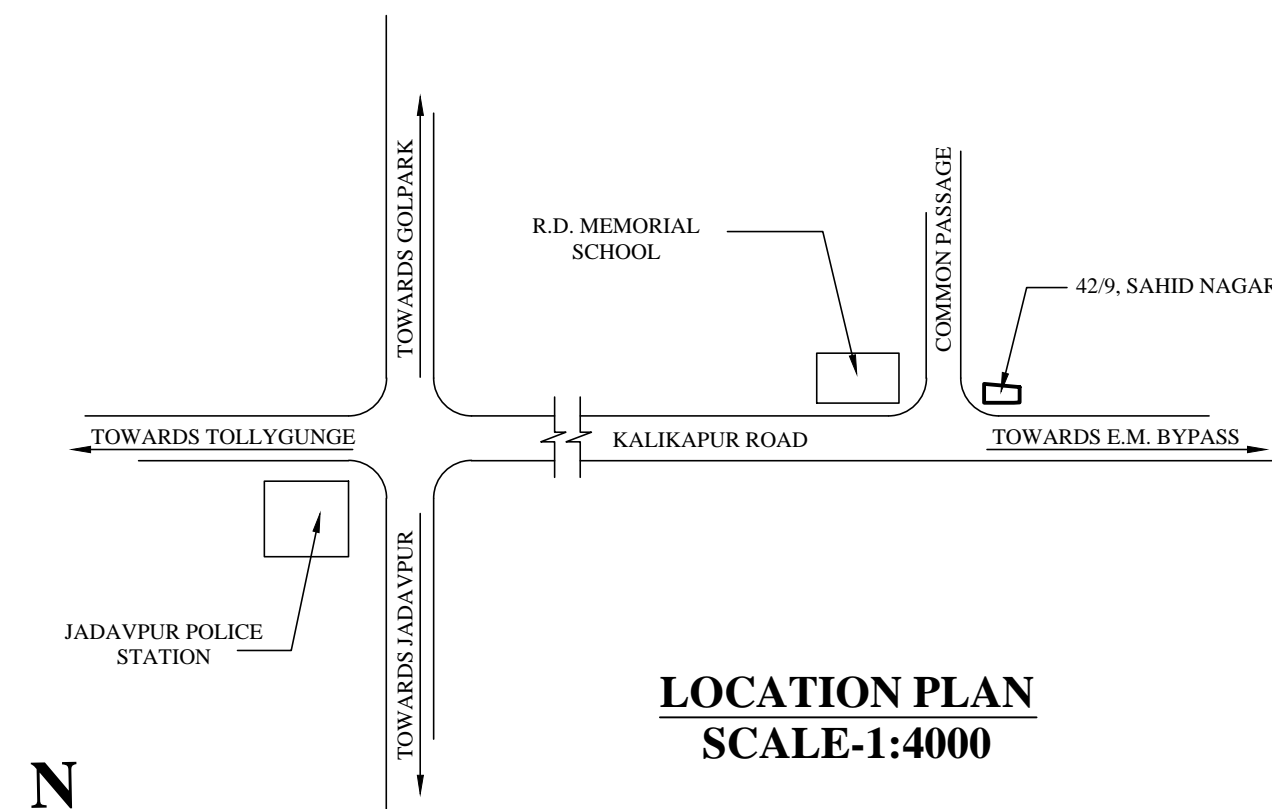 TOWARDS GOLPARK
R.D. MEMORIAL
SCHOOL
COMMON PASSAGE
42/9, SAHID NAGAR
TOWARDS TOLLYGUNGE
KALIKAPUR ROAD
TOWARDS E.M. BYPASS
JADAVPUR POLICE
STATION
TOWARDS JADAVPUR
LOCATION PLAN
SCALE-1:4000
N